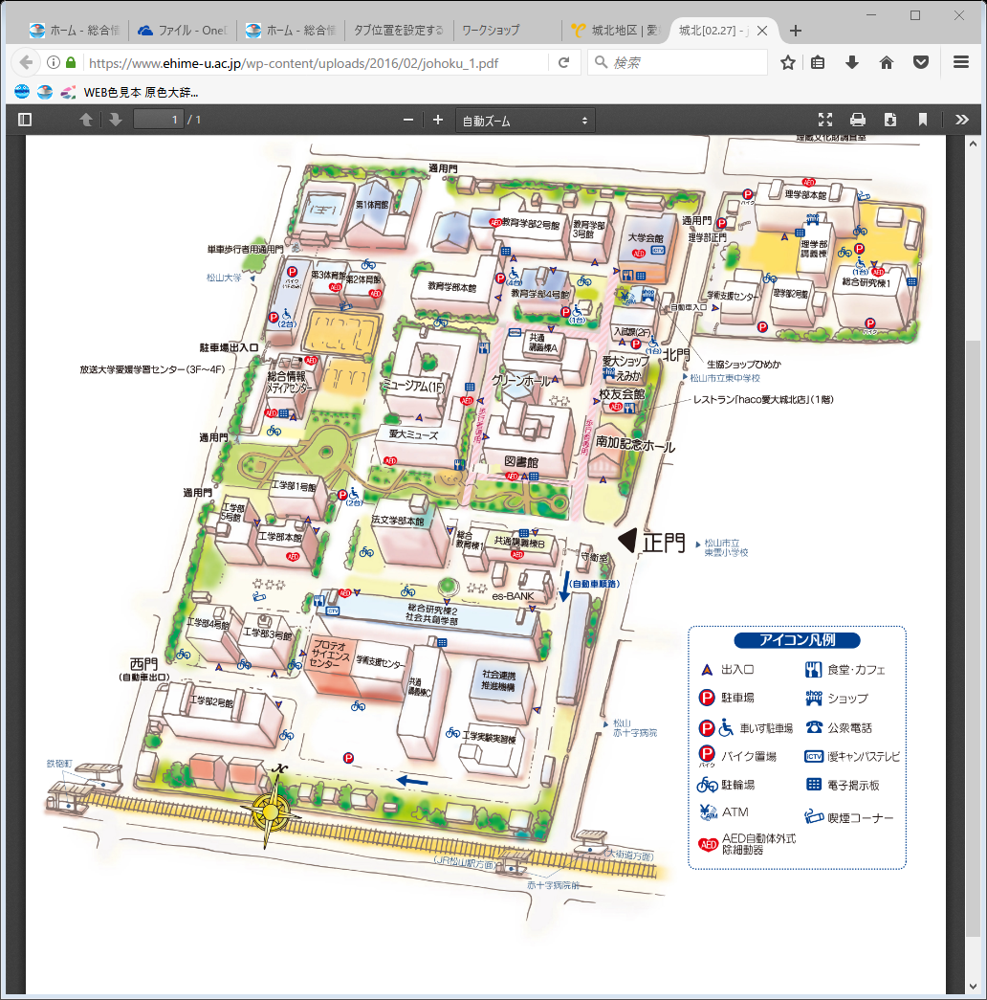 ホーム - 総合情
ファイル - OneD
ホーム - 総合情
タブ位置を設定する
ワークショップ
城北地区 | 愛
城北[02.27] - j
https://www.ehime-u.ac.jp/wp-content/uploads/2016/02/johoku_1.pdf
検索
WEB色見本 原色大辞...
1 / 1
自動ズーム
埋蔵文化財調査室
通用門
第1体育館
教育学部2号館
教育学部
3号館
大学会館
通用門
理学部正門
理学部本館
理学部
講義棟
単車歩行者用通用門
松山大学
第3体育館
第2体育館
教育学部本館
教育学部4号館
(4台)
(1台)
(2台)
自動車入口
学術支援センター
理学部2号館
総合研究棟1
(1台)
駐車場出入口
放送大学愛媛学習センター(3F～4F)
総合情報
メディアセンター
ミュージアム(1F)
共通
講義棟A
グリーンホール
入試課(2F)
(1台)
北門
愛大ショップ
えみか
校友会館
生協ショップひめか
松山市立東中学校
レストラン「haco愛大城北店」(1階)
歩行者専用
歩行者専用
通用門
愛大ミューズ
図書館
南加記念ホール
通用門
工学部1号館
(2台)
工学部
5号館
工学部本館
法文学部本館
総合
教育棟1
共通講義棟B
守衛室
正門
松山市立
東雲小学校
(自動車順路)
es-BANK
総合研究棟2
社会共創学部
工学部4号館
工学部3号館
西門
(自動車出口)
プロテオ
サイエンス
センター
学術支援センター
共通
講義棟C
社会連携
推進機構
工学部2号館
工学実験実習棟
松山
赤十字病院
鉄砲町
(JR松山駅方面)
(大街道方面)
赤十字病院前
アイコン凡例
出入口
食堂・カフェ
駐車場
ショップ
車いす駐車場
公衆電話
バイク置場
愛キャンパステレビ
駐輪場
電子掲示板
ATM
喫煙コーナー
AED自動体外式
除細動器